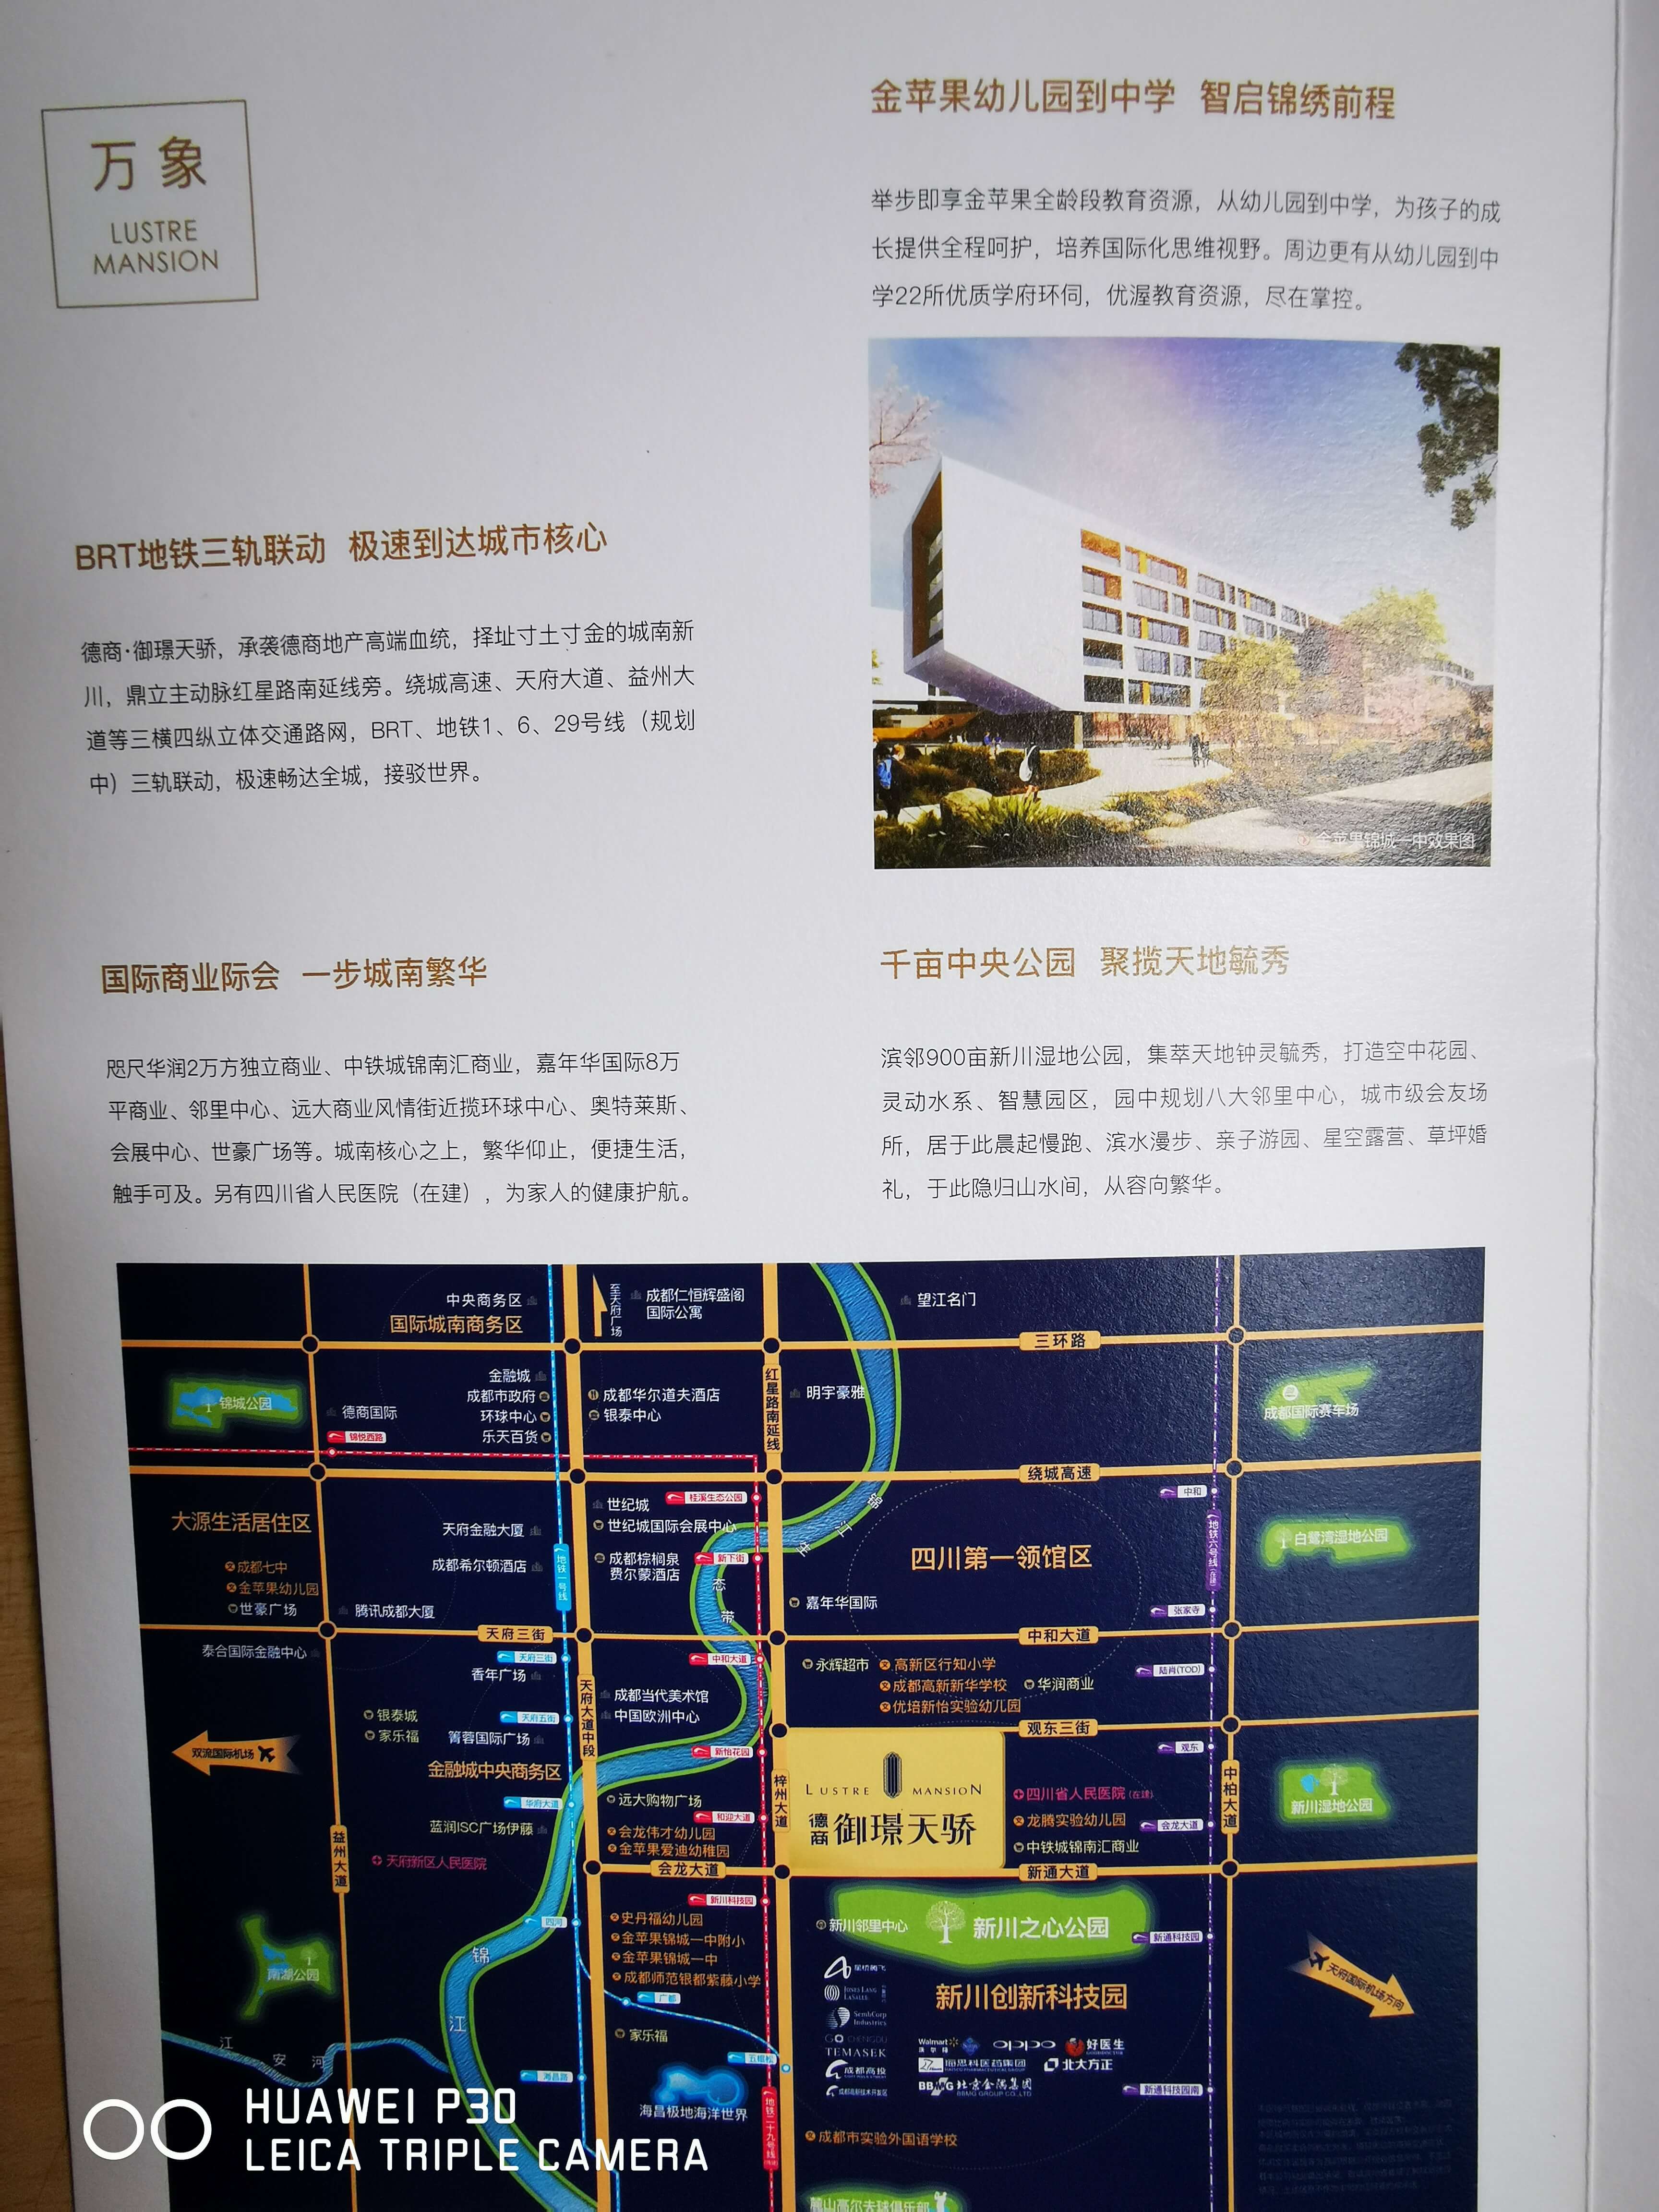 万象
LUSTRE
MANSION
BRT地铁三轨联动 极速到达城市核心
德商·御璟天骄，承袭德商地产高端血统，择址寸土寸金的城南新
川，鼎立主动脉红星路南延线旁。绕城高速、天府大道、益州大
道等三横四纵立体交通路网，BRT、地铁1、6、29号线（规划
中）三轨联动，极速畅达全城，接驳世界。
国际商业际会 一步城南繁华
咫尺华润2万方独立商业、中铁城锦南汇商业，嘉年华国际8万
平商业、邻里中心、远大商业风情街近揽环球中心、奥特莱斯、
会展中心、世豪广场等。城南核心之上，繁华仰止，便捷生活，
触手可及。另有四川省人民医院（在建），为家人的健康护航。
金苹果幼儿园到中学 智启锦绣前程
举步即享金苹果全龄段教育资源，从幼儿园到中学，为孩子的成
长提供全程呵护，培养国际化思维视野。周边更有从幼儿园到中
学22所优质学府环伺，优渥教育资源，尽在掌控。
金苹果锦城一中效果图
千亩中央公园 聚揽天地毓秀
滨邻900亩新川湿地公园，集萃天地钟灵毓秀，打造空中花园、
灵动水系、智慧园区，园中规划八大邻里中心，城市级会友场
所，居于此晨起慢跑、滨水漫步、亲子游园、星空露营、草坪婚
礼，于此隐归山水间，从容向繁华。
中央商务区
国际城南商务区
至天府广场
成都仁恒辉盛阁
国际公寓
望江名门
三环路
锦城公园
德商国际
锦悦西路
金融城
成都市政府
环球中心
乐天百货
成都华尔道夫酒店
银泰中心
红星路南延线
明宇豪雅
成都国际赛车场
绕城高速
大源生活居住区
成都七中
金苹果幼儿园
世豪广场
天府金融大厦
成都希尔顿酒店
腾讯成都大厦
地铁一号线
世纪城
世纪城国际会展中心
成都棕榈泉
费尔蒙酒店
桂溪生态公园
新下街
锦江生态带
四川第一领馆区
嘉年华国际
中和
地铁六号线(在建)
张家寺
白鹭湾湿地公园
天府三街
中和大道
泰合国际金融中心
天府三街
香年广场
银泰城
家乐福
天府五街
箐蓉国际广场
双流国际机场
金融城中央商务区
华府大道
蓝润ISC广场伊藤
天府新区人民医院
益州大道
天府大道中段
中和大道
成都当代美术馆
中国欧洲中心
新怡花园
远大购物广场
和迎大道
会龙伟才幼儿园
金苹果爱迪幼稚园
会龙大道
梓州大道
永辉超市
高新区行知小学
成都高新新华学校
华润商业
优培新怡实验幼儿园
陆肖(TOD)
观东三街
LUSTRE MANSION
德商
御璟天骄
观东
四川省人民医院(在建)
龙腾实验幼儿园
会龙大道
中铁城锦南汇商业
中柏大道
新川湿地公园
新通大道
新川科技园
四河
史丹福幼儿园
金苹果锦城一中附小
金苹果锦城一中
成都师范银都紫藤小学
广都
家乐福
五根松
海昌路
海昌极地海洋世界
南湖公园
江安河
锦江
地铁二十九号线
新川邻里中心
新川之心公园
新通科技园
新川创新科技园
星桥腾飞
JONES LANG
LASALLE
SembCorp
Industries
GO CHENGDU
TEMASEK
成都高投
成都高新技术开发区
Walmart
沃尔玛
oppo
好医生
海思科医药集团
北大方正
BBMG 北京金隅集团
BBMG GROUP CO.,LTD
新通科技园南
天府国际机场方向
成都市实验外国语学校
麓山高尔夫球俱乐部
HUAWEI P30
LEICA TRIPLE CAMERA